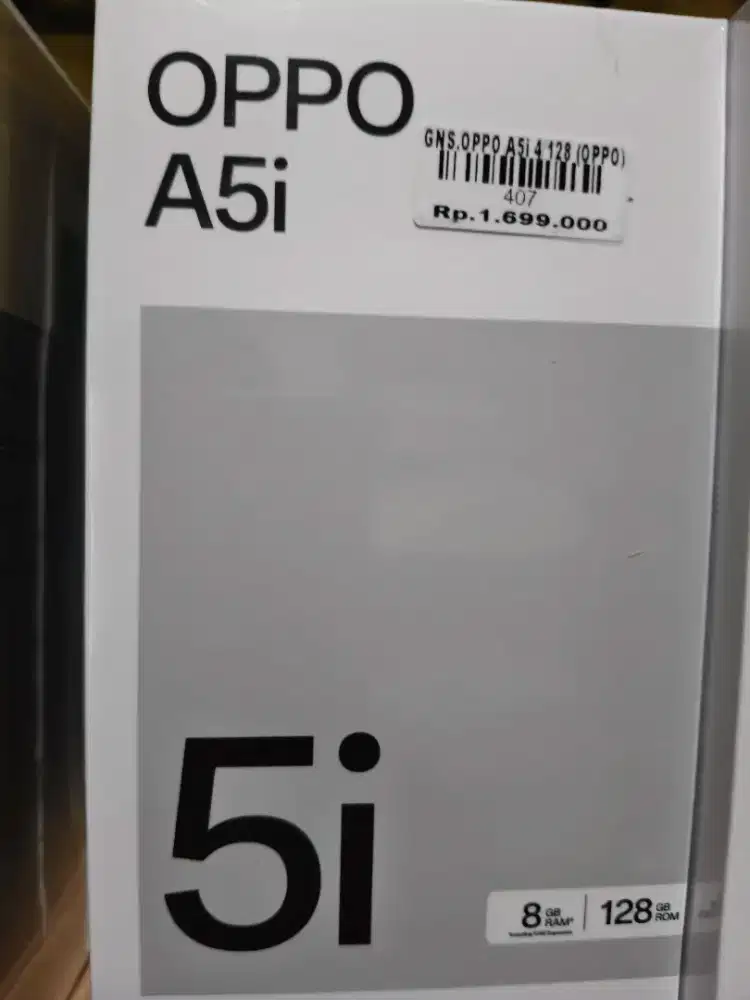 OPPO
A5i
GNS.OPPO A5i 4 128 (OPPO)
407
Rp.1.699.000
5i
8 GB RAM* | 128 GB ROM